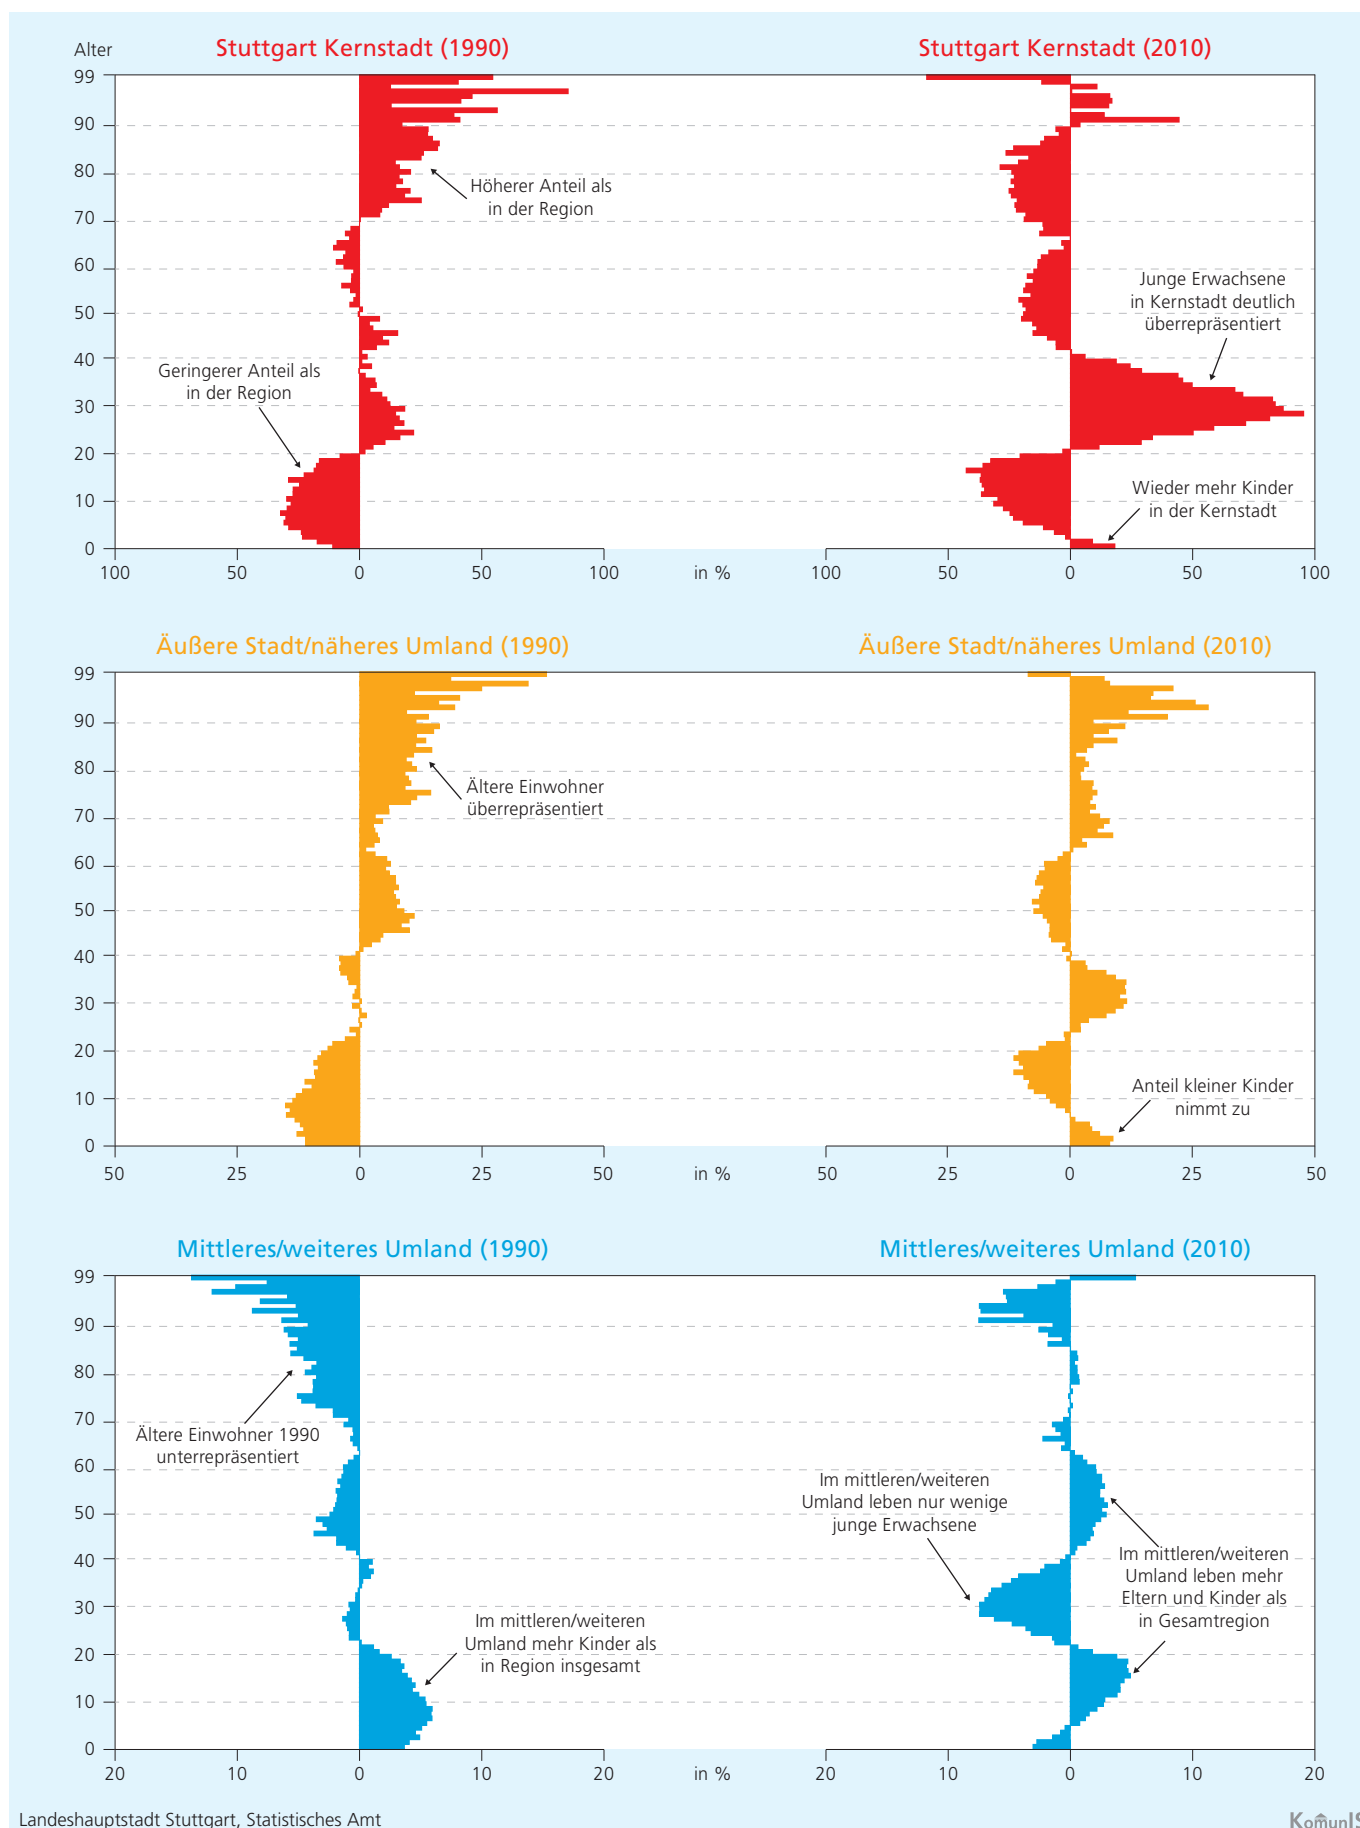 Alter
Stuttgart Kernstadt (1990)
99
90
80
70
60
50
40
30
20
10
0
100 50 0 50 100
Höherer Anteil als
in der Region
Geringerer Anteil als
in der Region
in %
Stuttgart Kernstadt (2010)
100 50 0 50 100
Junge Erwachsene
in Kernstadt deutlich
überrepräsentiert
Wieder mehr Kinder
in der Kernstadt
Äußere Stadt/näheres Umland (1990)
99
90
80
70
60
50
40
30
20
10
0
50 25 0 25 50
Ältere Einwohner
überrepräsentiert
in %
Äußere Stadt/näheres Umland (2010)
50 25 0 25 50
Anteil kleiner Kinder
nimmt zu
Mittleres/weiteres Umland (1990)
99
90
80
70
60
50
40
30
20
10
0
20 10 0 10 20
Ältere Einwohner 1990
unterrepräsentiert
Im mittleren/weiteren
Umland mehr Kinder als
in Region insgesamt
in %
Mittleres/weiteres Umland (2010)
20 10 0 10 20
Im mittleren/weiteren
Umland leben nur wenige
junge Erwachsene
Im mittleren/weiteren
Umland leben mehr
Eltern und Kinder als
in Gesamtregion
Landeshauptstadt Stuttgart, Statistisches Amt
KomunIS